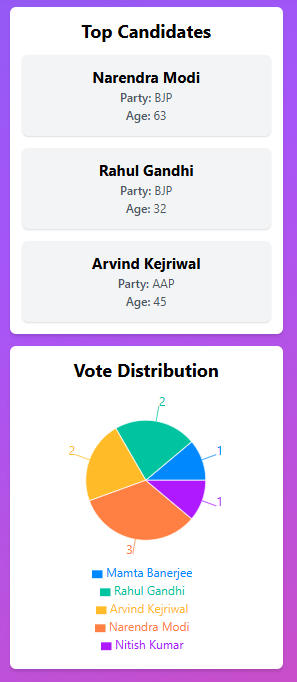 Top Candidates
Narendra Modi
Party: BJP
Age: 63
Rahul Gandhi
Party: BJP
Age: 32
Arvind Kejriwal
Party: AAP
Age: 45
Vote Distribution
2
1
2
1
3
Mamta Banerjee
Rahul Gandhi
Arvind Kejriwal
Narendra Modi
Nitish Kumar